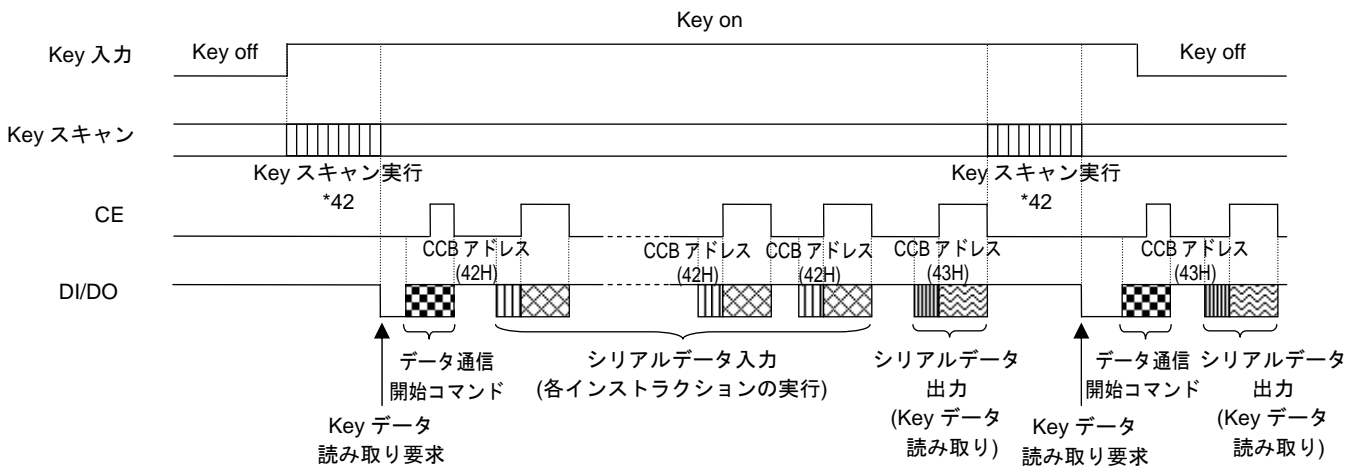 Key on
Key 入力
Key off
Key off
Key スキャン
Key スキャン実行
*42
Key スキャン実行
*42
CE
CCB アドレス
(42H)
CCB アドレス
(42H)
CCB アドレス
(42H)
CCB アドレス
(43H)
CCB アドレス
(43H)
DI/DO
データ通信
開始コマンド
シリアルデータ入力
(各インストラクションの実行)
シリアルデータ
出力
(Key データ
読み取り)
データ通信
開始コマンド
シリアルデータ
出力
(Key データ
読み取り)
Key データ
読み取り要求
Key データ
読み取り要求